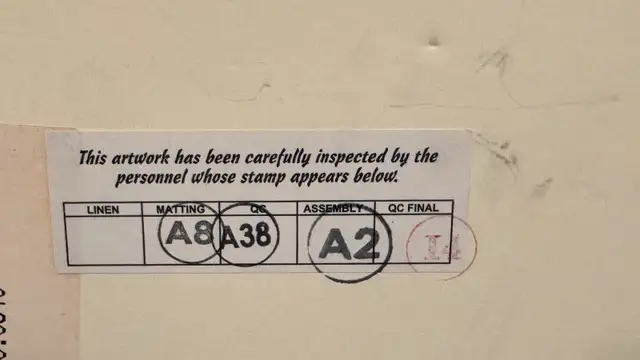 This artwork has been carefully inspected by the
personnel whose stamp appears below.
LINEN MATTING QC ASSEMBLY QC FINAL
A8 A38 A2 I4